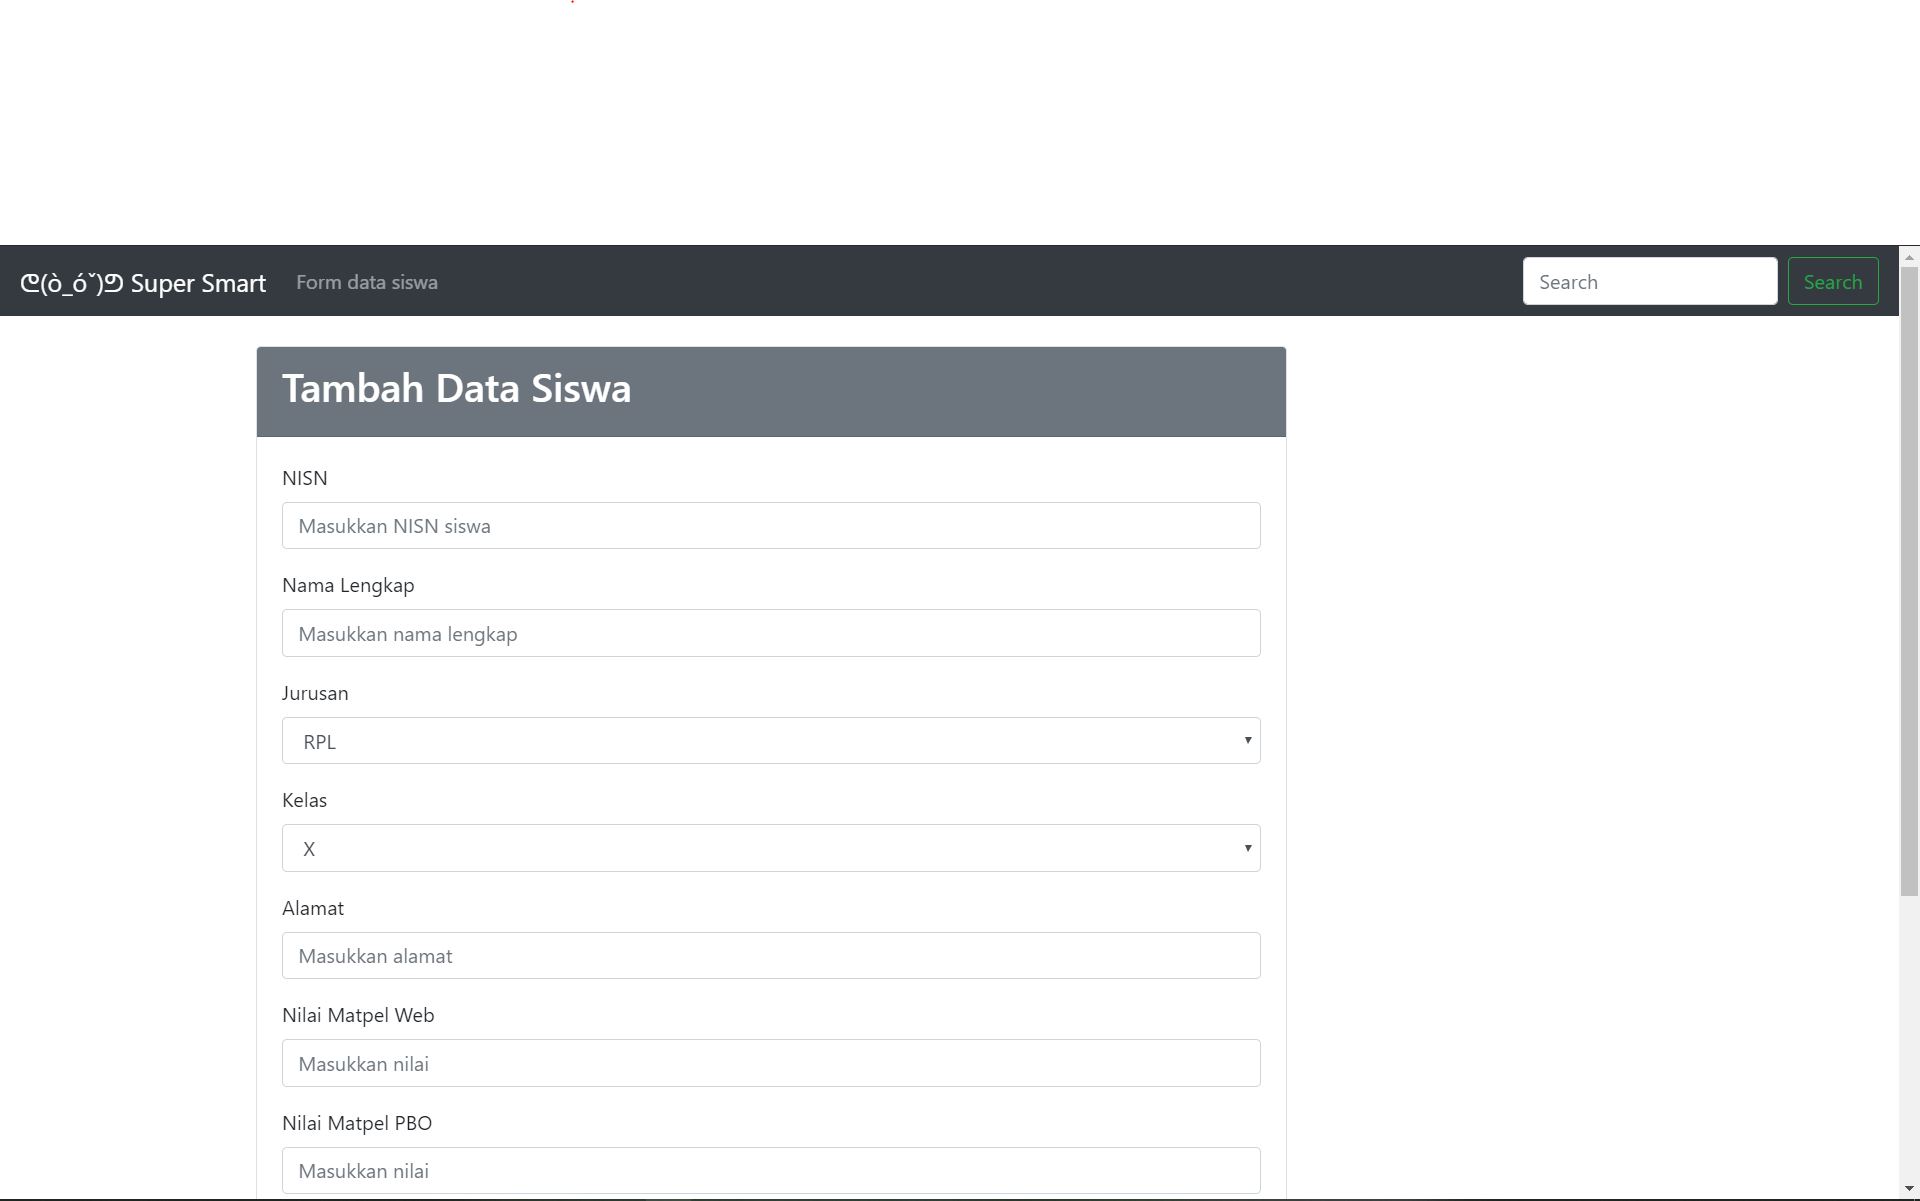 ᕦ(ò_óˇ)ᕤ Super Smart Form data siswa Search Search
Tambah Data Siswa
NISN
Masukkan NISN siswa
Nama Lengkap
Masukkan nama lengkap
Jurusan
RPL
Kelas
X
Alamat
Masukkan alamat
Nilai Matpel Web
Masukkan nilai
Nilai Matpel PBO
Masukkan nilai